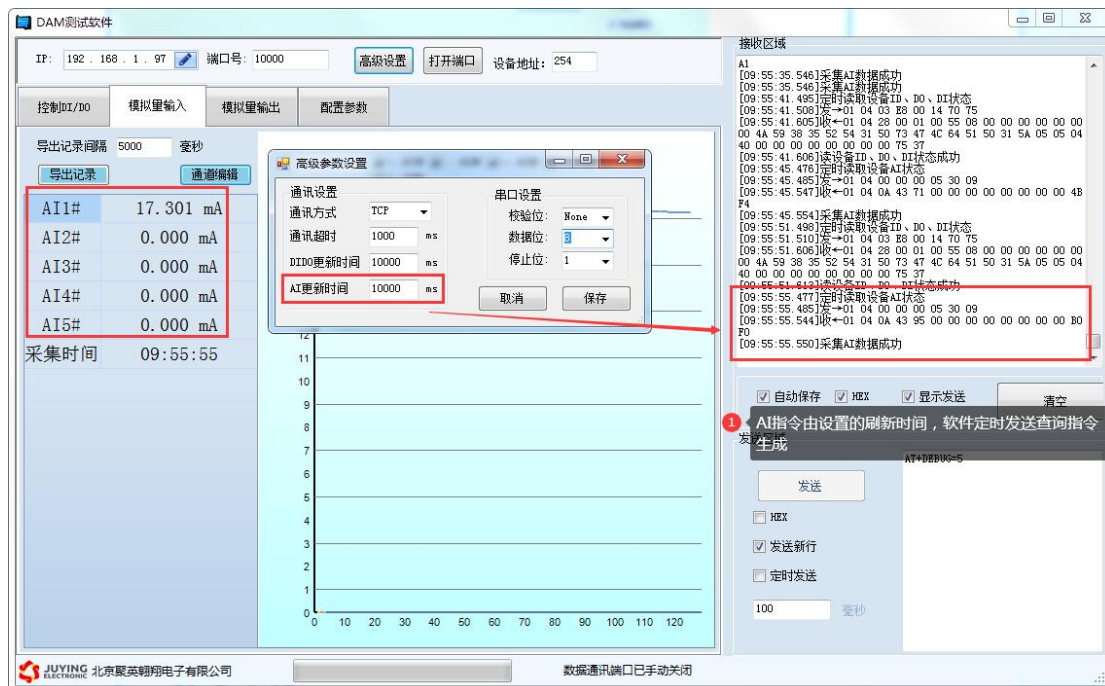 DAM测试软件
IP: 192 . 168 . 1 . 97 端口号: 10000 高级设置 打开端口 设备地址: 254
控制DI/DO 模拟量输入 模拟量输出 配置参数
导出记录间隔 5000 毫秒
导出记录 通道编辑
AI1# 17.301 mA
AI2# 0.000 mA
AI3# 0.000 mA
AI4# 0.000 mA
AI5# 0.000 mA
采集时间 09:55:55
高级参数设置
通讯设置
通讯方式 TCP
通讯超时 1000 ms
DIDO更新时间 10000 ms
AI更新时间 10000 ms
串口设置
校验位: None
数据位: 8
停止位: 1
取消 保存
12
11
10
9
8
7
6
5
4
3
2
1
0
0 10 20 30 40 50 60 70 80 90 100 110 120
接收区域
A1
[09:55:35.546]采集AI数据成功
[09:55:35.546]采集AI数据成功
[09:55:41.495]定时读取设备ID、DO、DI状态
[09:55:41.508]发→01 04 03 E8 00 14 70 75
[09:55:41.605]收←01 04 28 00 01 00 55 08 00 00 00 00 00 00
00 4A 59 38 35 52 54 31 50 73 47 4C 64 51 50 31 5A 05 05 04
40 00 00 00 00 00 00 00 75 37
[09:55:41.606]读设备ID、DO、DI状态成功
[09:55:45.476]定时读取设备AI状态
[09:55:45.485]发→01 04 00 00 00 05 30 09
[09:55:45.547]收←01 04 0A 43 71 00 00 00 00 00 00 00 00 4B
F4
[09:55:45.554]采集AI数据成功
[09:55:51.498]定时读取设备ID、DO、DI状态
[09:55:51.510]发→01 04 03 E8 00 14 70 75
[09:55:51.606]收←01 04 28 00 01 00 55 08 00 00 00 00 00 00
00 4A 59 38 35 52 54 31 50 73 47 4C 64 51 50 31 5A 05 05 04
40 00 00 00 00 00 00 00 75 37
[09:55:51.613]读设备ID、DO、DI状态成功
[09:55:55.477]定时读取设备AI状态
[09:55:55.485]发→01 04 00 00 00 05 30 09
[09:55:55.544]收←01 04 0A 43 95 00 00 00 00 00 00 00 00 B0
F0
[09:55:55.550]采集AI数据成功
自动保存 HEX 显示发送 清空
1 AI指令由设置的刷新时间，软件定时发送查询指令
生成
AT+DEBUG=5
发送
HEX
发送新行
定时发送
100 毫秒
JUYING ELECTRONIC 北京聚英翱翔电子有限公司 数据通讯端口已手动关闭